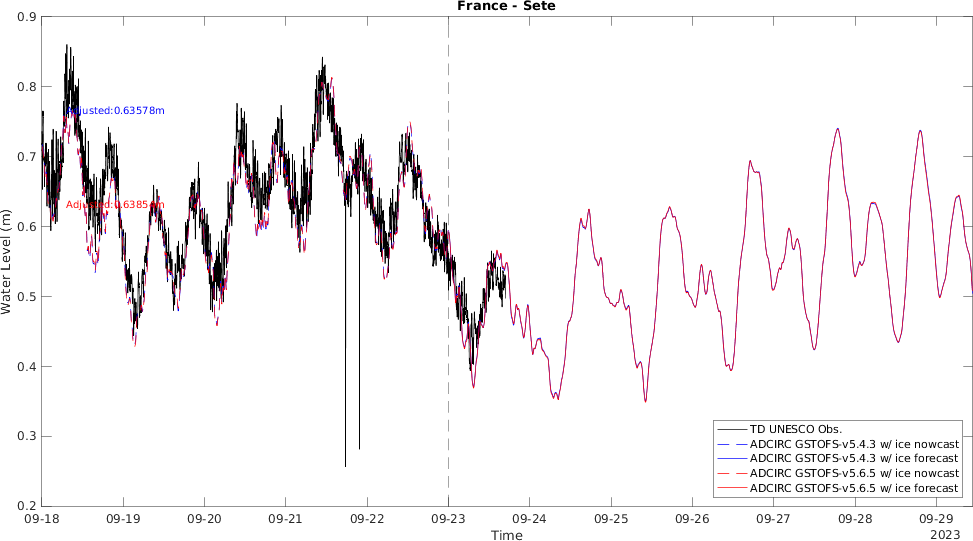 France - Sete
0.9
0.8
0.7
0.6
0.5
0.4
0.3
0.2
Water Level (m)
Adjusted:0.63578m
Adjusted:0.6385
TD UNESCO Obs.
ADCIRC GSTOFS-v5.4.3 w/ ice nowcast
ADCIRC GSTOFS-v5.4.3 w/ ice forecast
ADCIRC GSTOFS-v5.6.5 w/ ice nowcast
ADCIRC GSTOFS-v5.6.5 w/ ice forecast
09-18 09-19 09-20 09-21 09-22 09-23 09-24 09-25 09-26 09-27 09-28 09-29
Time
2023